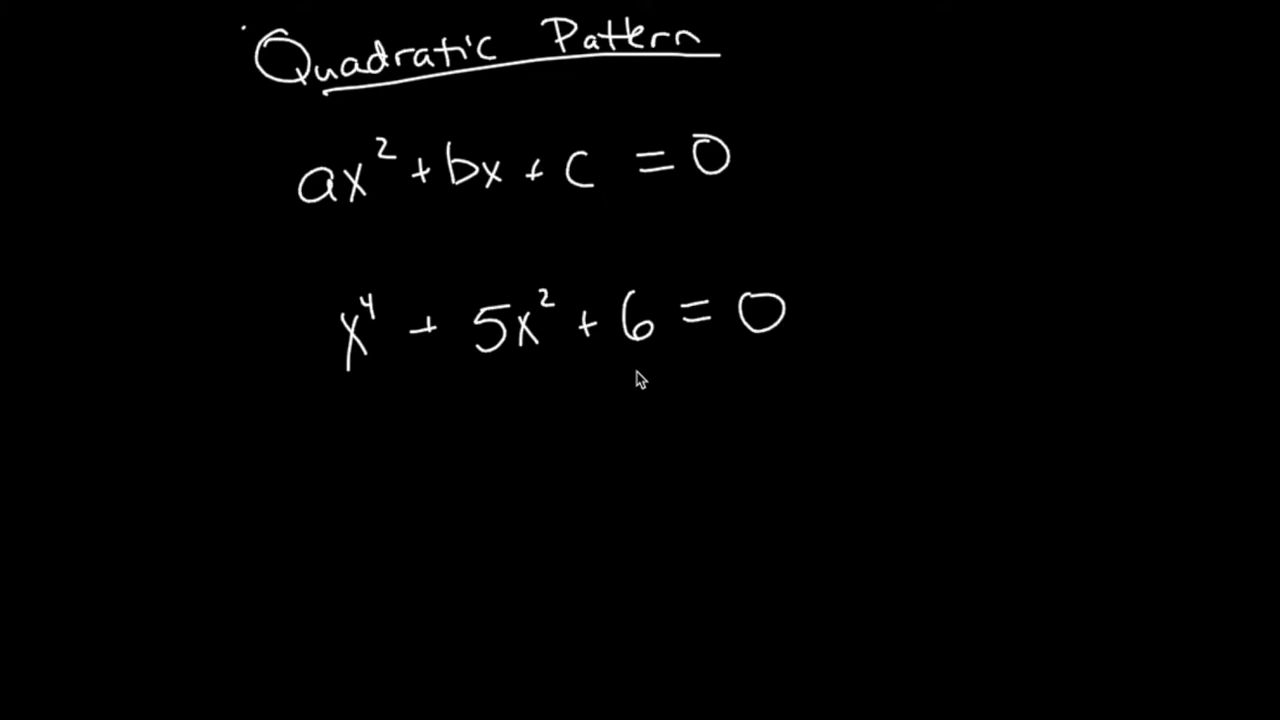 Quadratic Pattern
ax² + bx + c = 0
x⁴ + 5x² + 6 = 0